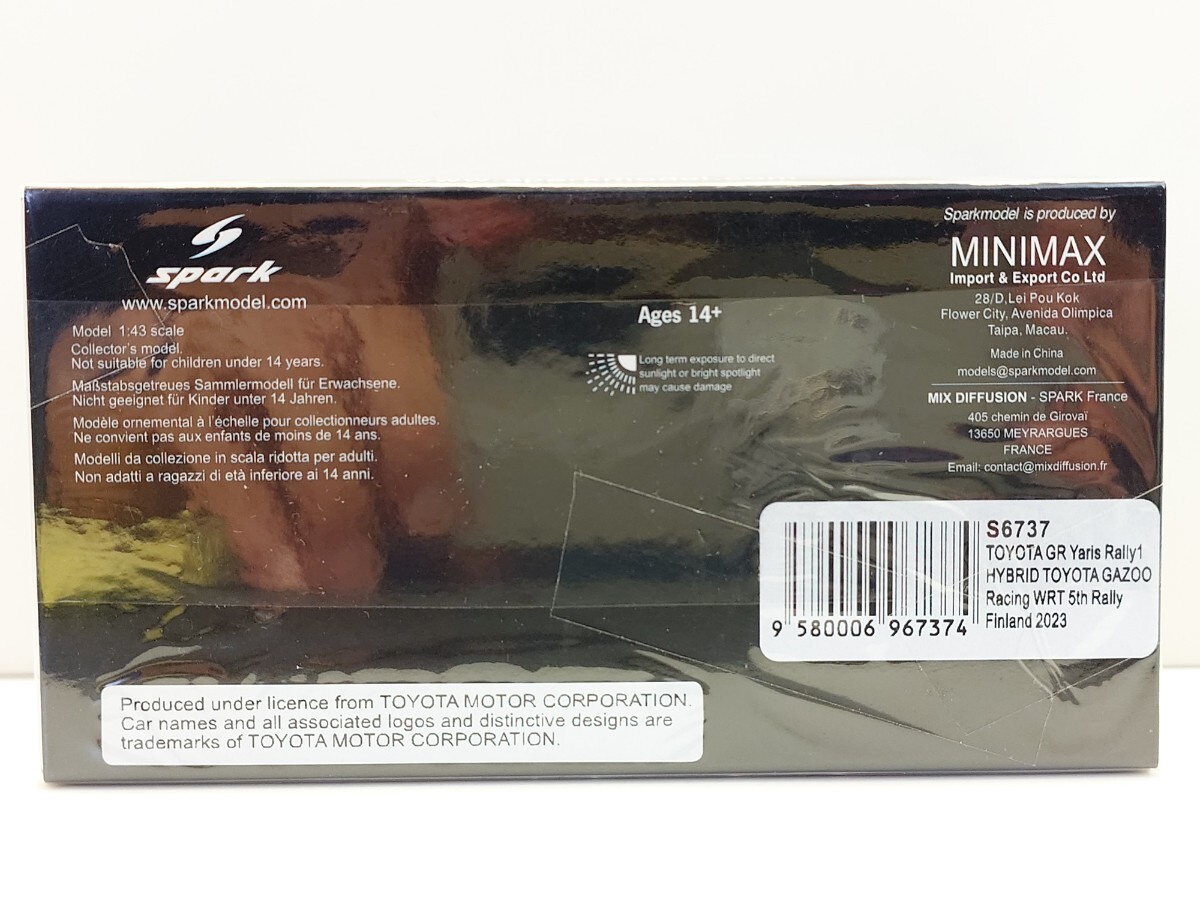 spark
www.sparkmodel.com
Model 1:43 scale
Collector's model.
Not suitable for children under 14 years.
Maßstabsgetreues Sammlermodell für Erwachsene.
Nicht geeignet für Kinder unter 14 Jahren.
Modèle ornemental à l'échelle pour collectionneurs adultes.
Ne convient pas aux enfants de moins de 14 ans.
Modelli da collezione in scala ridotta per adulti.
Non adatti a ragazzi di età inferiore ai 14 anni.
Ages 14+
Long term exposure to direct
sunlight or bright spotlight
may cause damage
Sparkmodel is produced by
MINIMAX
Import & Export Co Ltd
28/D,Lei Pou Kok
Flower City, Avenida Olimpica
Taipa, Macau.
Made in China
models@sparkmodel.com
MIX DIFFUSION - SPARK France
405 chemin de Girovaï
13650 MEYRARGUES
FRANCE
Email: contact@mixdiffusion.fr
S6737
TOYOTA GR Yaris Rally1
HYBRID TOYOTA GAZOO
Racing WRT 5th Rally
Finland 2023
9 580006 967374
Produced under licence from TOYOTA MOTOR CORPORATION.
Car names and all associated logos and distinctive designs are
trademarks of TOYOTA MOTOR CORPORATION.